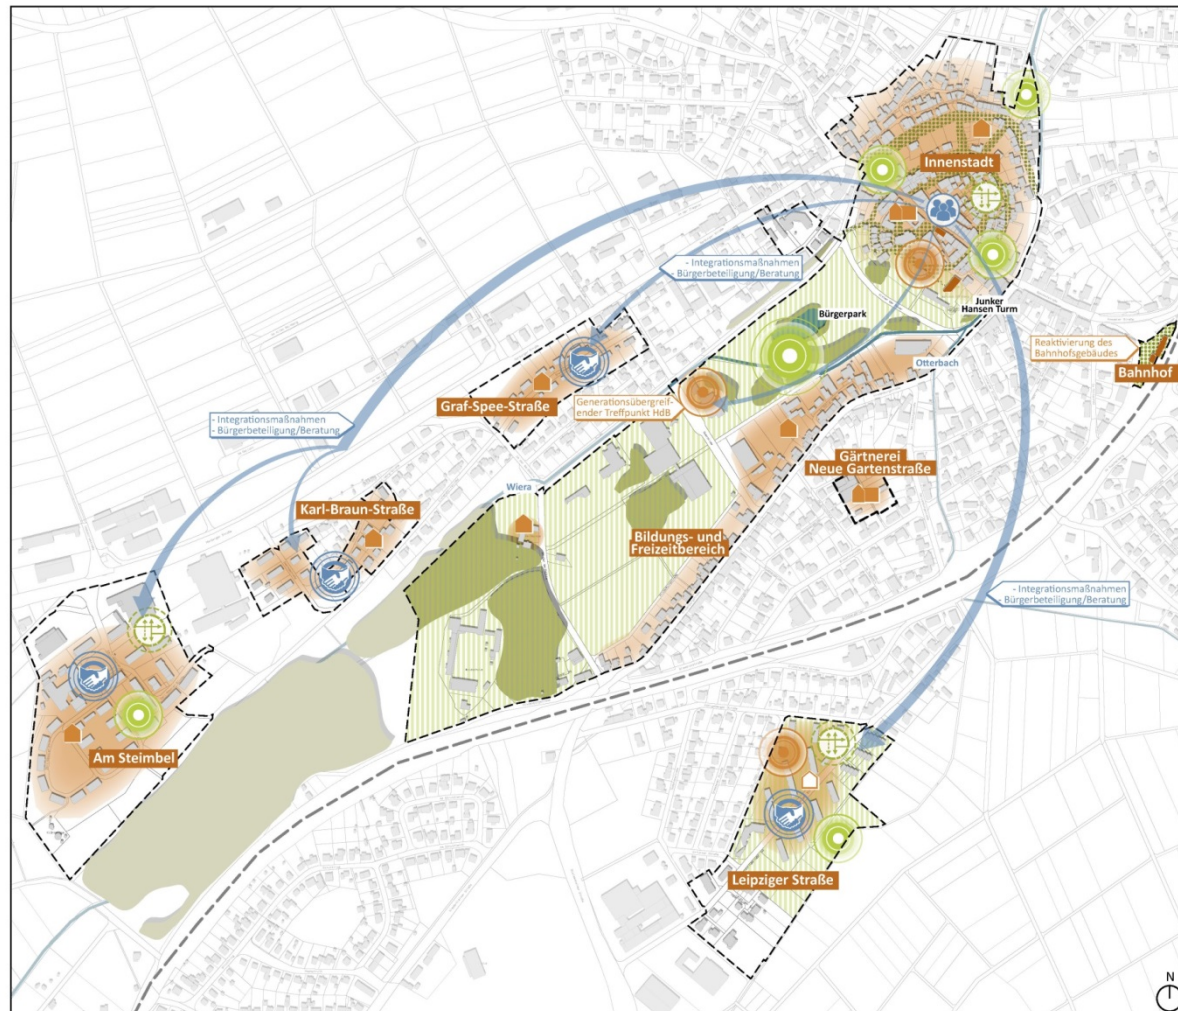 Innenstadt
- Integrationsmaßnahmen
- Bürgerbeteiligung/Beratung
Junker
Hansen Turm
Bürgerpark
Reaktivierung des
Bahnhofsgebäudes
Bahnhof
Otterbach
Graf-Spee-Straße
Generationsübergreif-
ender Treffpunkt HdB
- Integrationsmaßnahmen
- Bürgerbeteiligung/Beratung
Gärtnerei
Neue Gartenstraße
Wiera
Karl-Braun-Straße
Bildungs- und
Freizeitbereich
- Integrationsmaßnahmen
- Bürgerbeteiligung/Beratung
Am Steimbel
Leipziger Straße
N